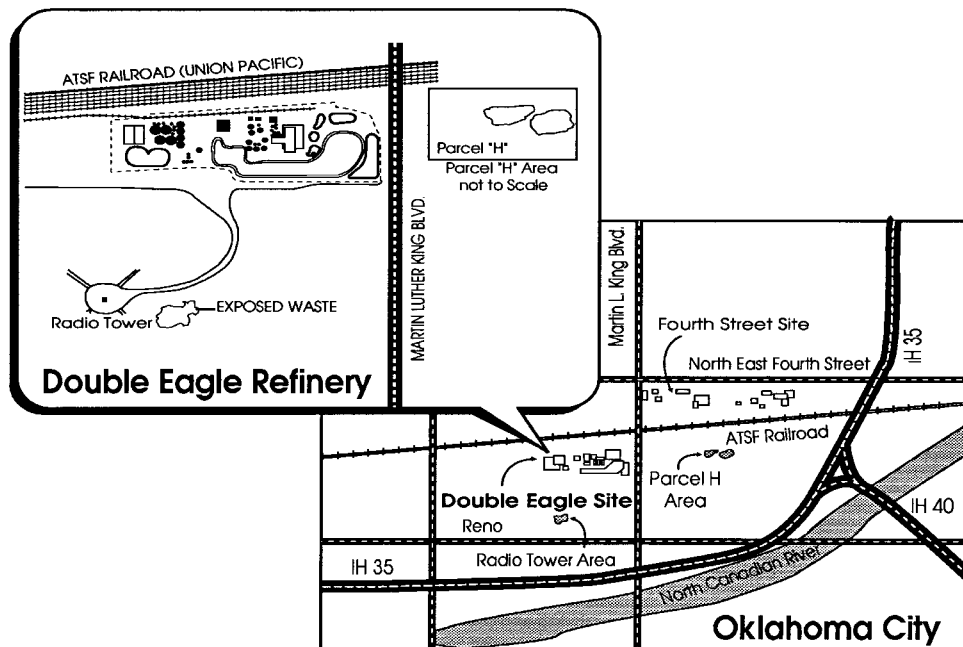 ATSF RAILROAD (UNION PACIFIC)
Parcel "H"
Parcel "H" Area
not to Scale
MARTIN LUTHER KING BLVD.
EXPOSED WASTE
Radio Tower
Double Eagle Refinery
Martin L. King Blvd.
IH 35
Fourth Street Site
North East Fourth Street
ATSF Railroad
Parcel H
Area
Double Eagle Site
Reno
Radio Tower Area
IH 40
IH 35
North Canadian River
Oklahoma City